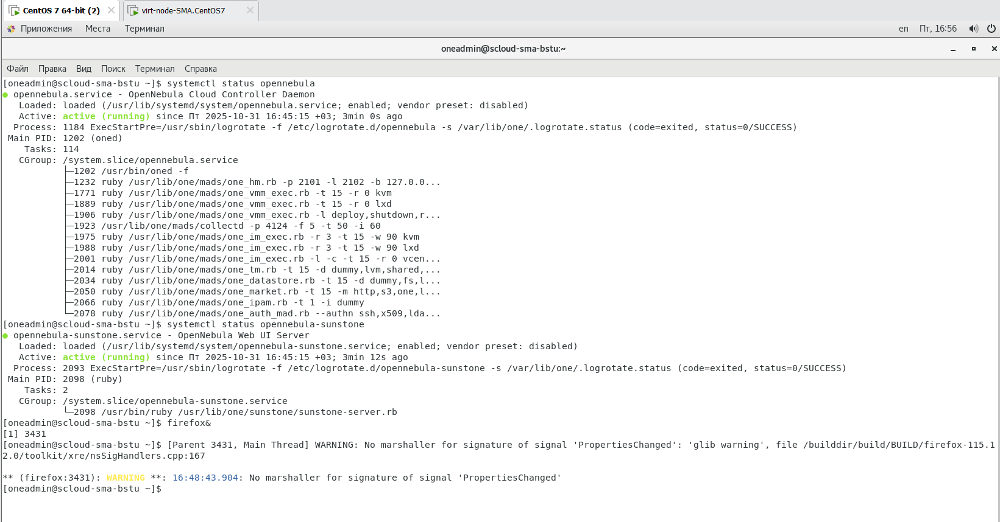 CentOS 7 64-bit (2)
virt-node-SMA.CentOS7
Приложения Места Терминал en Пт, 16:56
oneadmin@scloud-sma-bstu:~
Файл Правка Вид Поиск Терминал Справка
[oneadmin@scloud-sma-bstu ~]$ systemctl status opennebula
● opennebula.service - OpenNebula Cloud Controller Daemon
   Loaded: loaded (/usr/lib/systemd/system/opennebula.service; enabled; vendor preset: disabled)
   Active: active (running) since Пт 2025-10-31 16:45:15 +03; 3min 0s ago
  Process: 1184 ExecStartPre=/usr/sbin/logrotate -f /etc/logrotate.d/opennebula -s /var/lib/one/.logrotate.status (code=exited, status=0/SUCCESS)
 Main PID: 1202 (oned)
    Tasks: 114
   CGroup: /system.slice/opennebula.service
           ├─1202 /usr/bin/oned -f
           ├─1232 ruby /usr/lib/one/mads/one_hm.rb -p 2101 -l 2102 -b 127.0.0...
           ├─1771 ruby /usr/lib/one/mads/one_vmm_exec.rb -t 15 -r 0 kvm
           ├─1889 ruby /usr/lib/one/mads/one_vmm_exec.rb -t 15 -r 0 lxd
           ├─1906 ruby /usr/lib/one/mads/one_vmm_exec.rb -l deploy,shutdown,r...
           ├─1923 /usr/lib/one/mads/collectd -p 4124 -f 5 -t 50 -i 60
           ├─1975 ruby /usr/lib/one/mads/one_im_exec.rb -r 3 -t 15 -w 90 kvm
           ├─1988 ruby /usr/lib/one/mads/one_im_exec.rb -r 3 -t 15 -w 90 lxd
           ├─2001 ruby /usr/lib/one/mads/one_im_exec.rb -l -c -t 15 -r 0 vcen...
           ├─2014 ruby /usr/lib/one/mads/one_tm.rb -t 15 -d dummy,lvm,shared,...
           ├─2034 ruby /usr/lib/one/mads/one_datastore.rb -t 15 -d dummy,fs,l...
           ├─2050 ruby /usr/lib/one/mads/one_market.rb -t 15 -m http,s3,one,l...
           ├─2066 ruby /usr/lib/one/mads/one_ipam.rb -t 1 -i dummy
           └─2078 ruby /usr/lib/one/mads/one_auth_mad.rb --authn ssh,x509,lda...
[oneadmin@scloud-sma-bstu ~]$ systemctl status opennebula-sunstone
● opennebula-sunstone.service - OpenNebula Web UI Server
   Loaded: loaded (/usr/lib/systemd/system/opennebula-sunstone.service; enabled; vendor preset: disabled)
   Active: active (running) since Пт 2025-10-31 16:45:15 +03; 3min 12s ago
  Process: 2093 ExecStartPre=/usr/sbin/logrotate -f /etc/logrotate.d/opennebula-sunstone -s /var/lib/one/.logrotate.status (code=exited, status=0/SUCCESS)
 Main PID: 2098 (ruby)
    Tasks: 2
   CGroup: /system.slice/opennebula-sunstone.service
           └─2098 /usr/bin/ruby /usr/lib/one/sunstone/sunstone-server.rb
[oneadmin@scloud-sma-bstu ~]$ firefox&
[1] 3431
[oneadmin@scloud-sma-bstu ~]$ [Parent 3431, Main Thread] WARNING: No marshaller for signature of signal 'PropertiesChanged': 'glib warning', file /builddir/build/BUILD/firefox-115.1
2.0/toolkit/xre/nsSigHandlers.cpp:167

** (firefox:3431): WARNING **: 16:48:43.904: No marshaller for signature of signal 'PropertiesChanged'
[oneadmin@scloud-sma-bstu ~]$